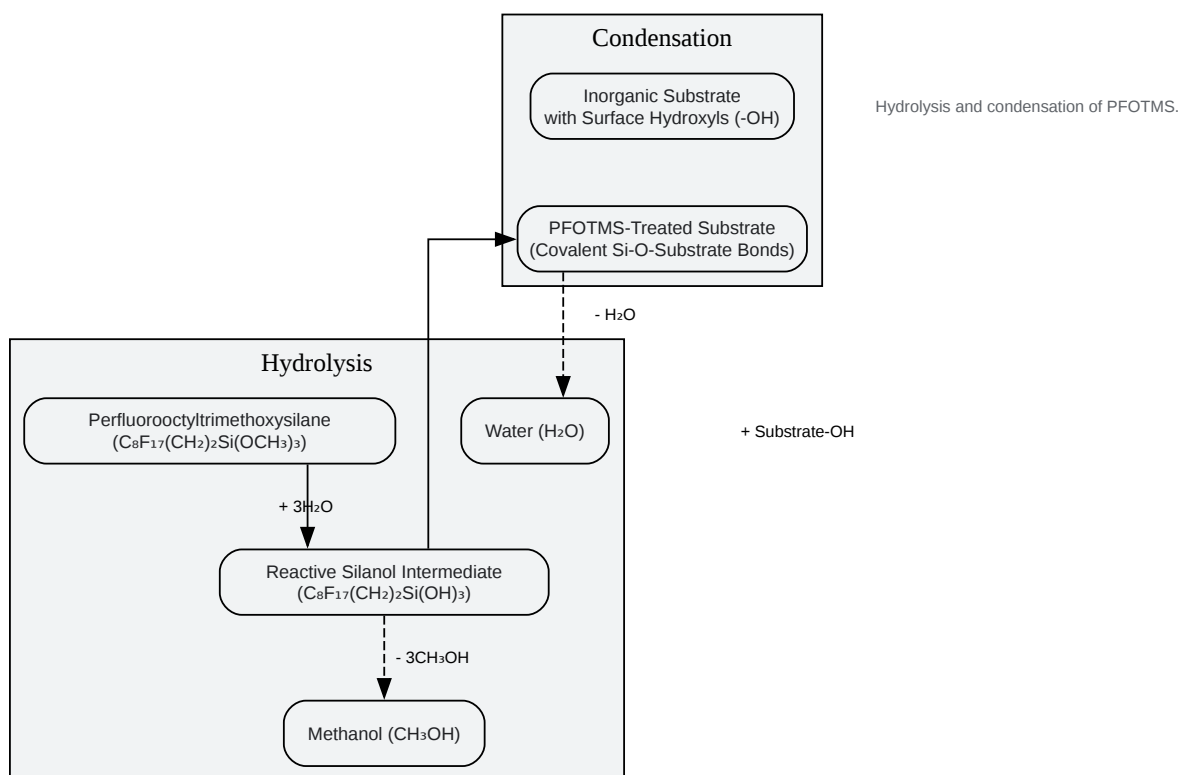 Condensation
Inorganic Substrate
with Surface Hydroxyls (-OH)
Hydrolysis and condensation of PFOTMS.
PFOTMS-Treated Substrate
(Covalent Si-O-Substrate Bonds)
- H₂O
Hydrolysis
Perfluorooctyltrimethoxysilane
(C₈F₁₇(CH₂)₂Si(OCH₃)₃)
Water (H₂O)
+ Substrate-OH
+ 3H₂O
Reactive Silanol Intermediate
(C₈F₁₇(CH₂)₂Si(OH)₃)
- 3CH₃OH
Methanol (CH₃OH)